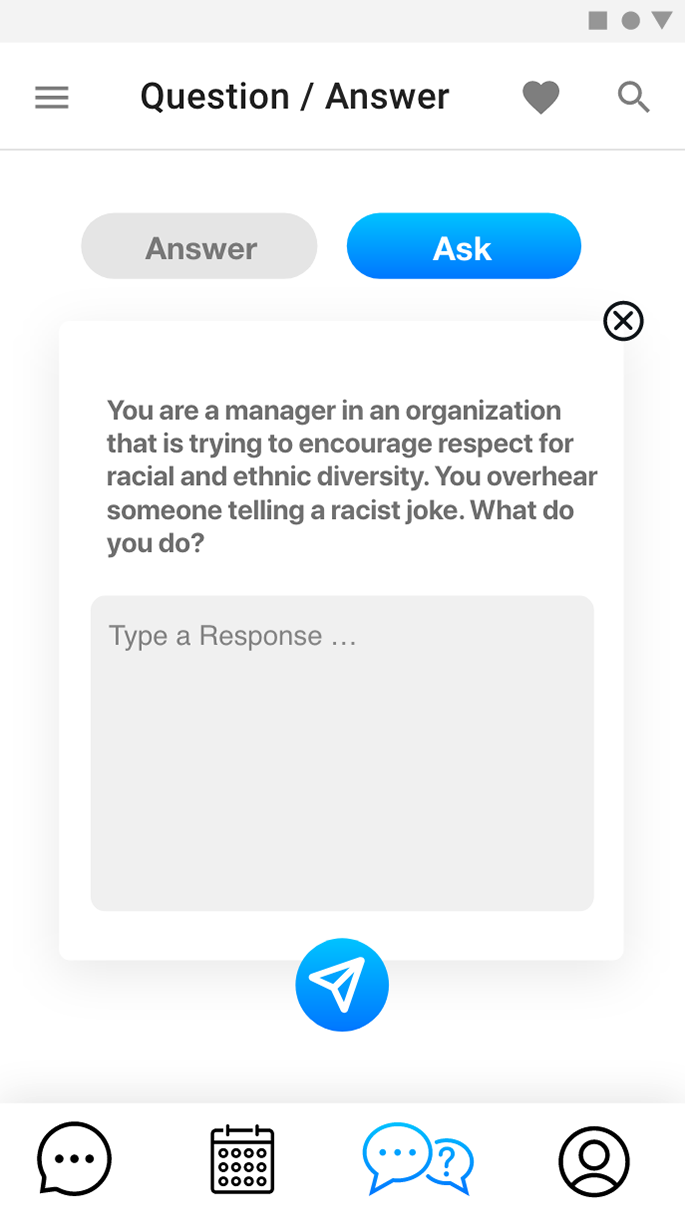 Question / Answer
Answer
Ask
You are a manager in an organization
that is trying to encourage respect for
racial and ethnic diversity. You overhear
someone telling a racist joke. What do
you do?
Type a Response ...
?